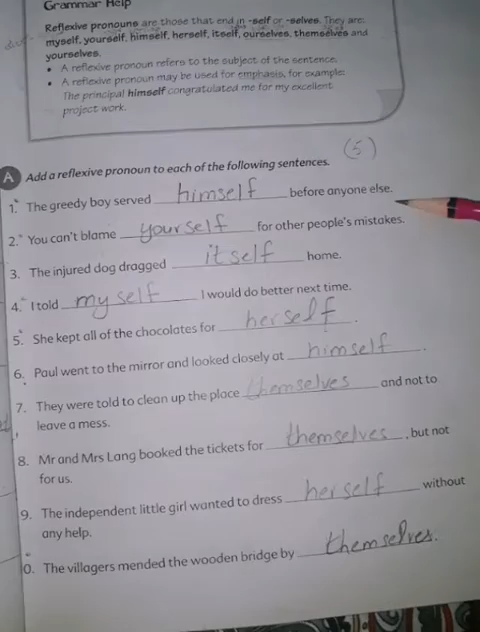 Grammar Help
Reflexive pronouns are those that end in -self or -selves. They are:
myself, yourself, himself, herself, itself, ourselves, themselves and
yourselves.
• A reflexive pronoun refers to the subject of the sentence.
• A reflexive pronoun may be used for emphasis, for example:
The principal himself congratulated me for my excellent
project work.
(5)
A Add a reflexive pronoun to each of the following sentences.
1. The greedy boy served himself before anyone else.
2. You can't blame yourself for other people's mistakes.
3. The injured dog dragged itself home.
4. I told myself I would do better next time.
5. She kept all of the chocolates for herself.
6. Paul went to the mirror and looked closely at himself.
7. They were told to clean up the place themselves and not to
leave a mess.
8. Mr and Mrs Lang booked the tickets for themselves, but not
for us.
9. The independent little girl wanted to dress herself without
any help.
0. The villagers mended the wooden bridge by themselves.